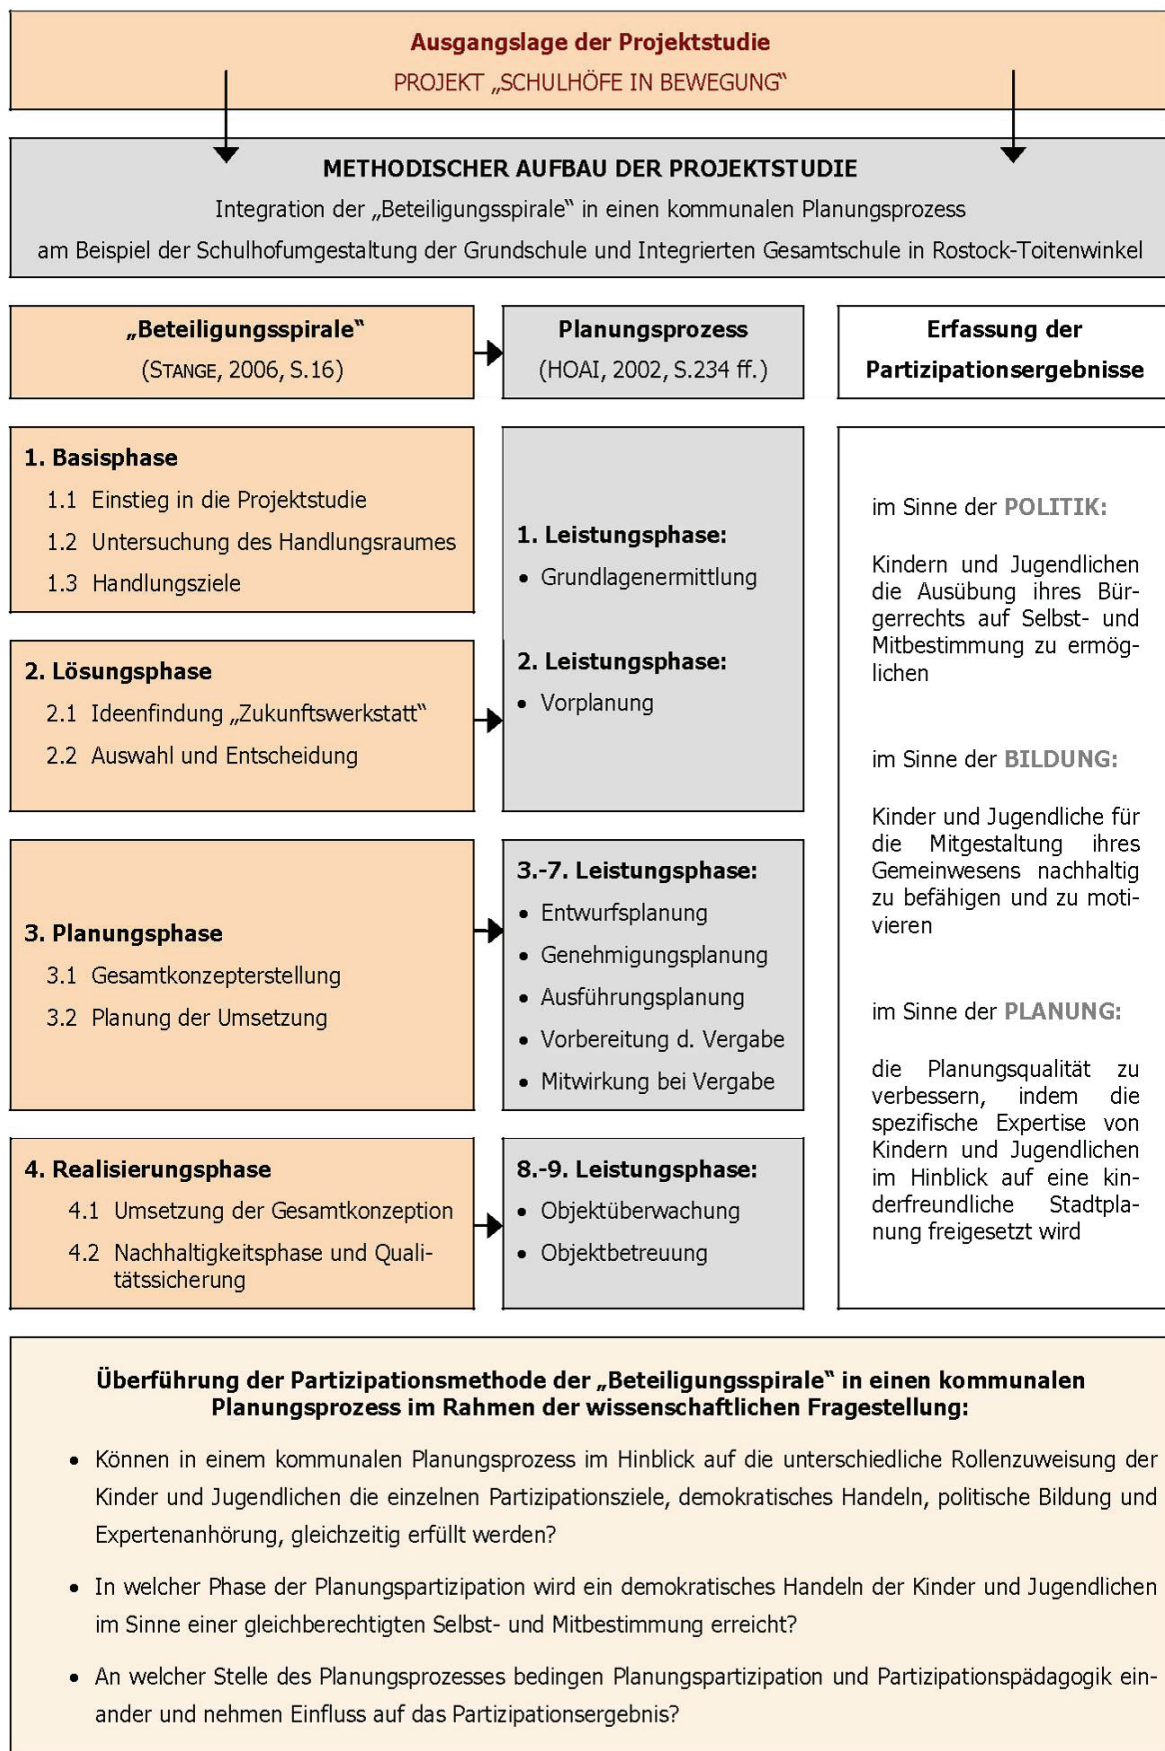 Ausgangslage der Projektstudie
PROJEKT „SCHULHÖFE IN BEWEGUNG“
METHODISCHER AUFBAU DER PROJEKTSTUDIE
Integration der „Beteiligungsspirale“ in einen kommunalen Planungsprozess
am Beispiel der Schulhofumgestaltung der Grundschule und Integrierten Gesamtschule in Rostock-Toitenwinkel
„Beteiligungsspirale“
(STANGE, 2006, S.16)
Planungsprozess
(HOAI, 2002, S.234 ff.)
Erfassung der
Partizipationsergebnisse
1. Basisphase
1.1 Einstieg in die Projektstudie
1.2 Untersuchung des Handlungsraumes
1.3 Handlungsziele
2. Lösungsphase
2.1 Ideenfindung „Zukunftswerkstatt“
2.2 Auswahl und Entscheidung
1. Leistungsphase:
• Grundlagenermittlung
2. Leistungsphase:
• Vorplanung
3. Planungsphase
3.1 Gesamtkonzepterstellung
3.2 Planung der Umsetzung
3.-7. Leistungsphase:
• Entwurfsplanung
• Genehmigungsplanung
• Ausführungsplanung
• Vorbereitung d. Vergabe
• Mitwirkung bei Vergabe
4. Realisierungsphase
4.1 Umsetzung der Gesamtkonzeption
4.2 Nachhaltigkeitsphase und Quali-
tätssicherung
8.-9. Leistungsphase:
• Objektüberwachung
• Objektbetreuung
im Sinne der POLITIK:
Kindern und Jugendlichen
die Ausübung ihres Bür-
gerrechts auf Selbst- und
Mitbestimmung zu ermög-
lichen
im Sinne der BILDUNG:
Kinder und Jugendliche für
die Mitgestaltung ihres
Gemeinwesens nachhaltig
zu befähigen und zu moti-
vieren
im Sinne der PLANUNG:
die Planungsqualität zu
verbessern, indem die
spezifische Expertise von
Kindern und Jugendlichen
im Hinblick auf eine kin-
derfreundliche Stadtpla-
nung freigesetzt wird
Überführung der Partizipationsmethode der „Beteiligungsspirale“ in einen kommunalen
Planungsprozess im Rahmen der wissenschaftlichen Fragestellung:
• Können in einem kommunalen Planungsprozess im Hinblick auf die unterschiedliche Rollenzuweisung der
Kinder und Jugendlichen die einzelnen Partizipationsziele, demokratisches Handeln, politische Bildung und
Expertenanhörung, gleichzeitig erfüllt werden?
• In welcher Phase der Planungspartizipation wird ein demokratisches Handeln der Kinder und Jugendlichen
im Sinne einer gleichberechtigten Selbst- und Mitbestimmung erreicht?
• An welcher Stelle des Planungsprozesses bedingen Planungspartizipation und Partizipationspädagogik ein-
ander und nehmen Einfluss auf das Partizipationsergebnis?